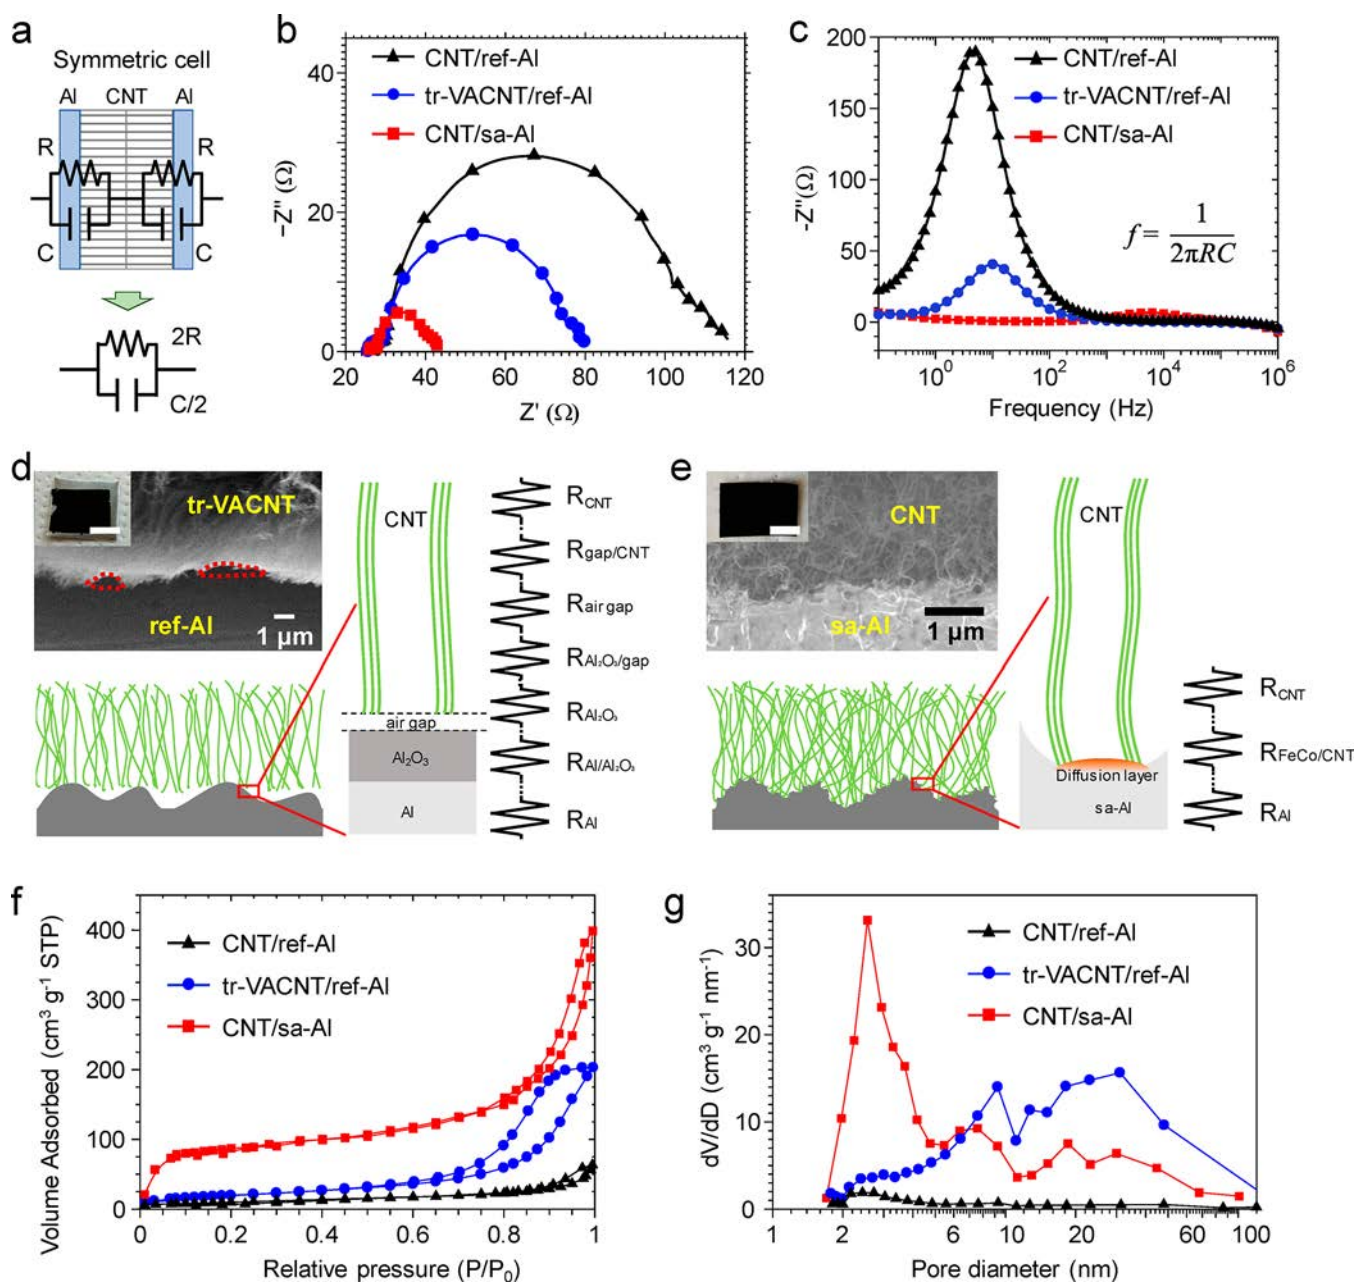 a
Symmetric cell
Al CNT Al
R R
C C
2R
C/2
b
CNT/ref-Al
tr-VACNT/ref-Al
CNT/sa-Al
-Z'' (Ω)
40
20
0
20 40 60 80 100 120
Z' (Ω)
c
CNT/ref-Al
tr-VACNT/ref-Al
CNT/sa-Al
f = 1/2πRC
-Z''(Ω)
200
150
100
50
0
10⁰ 10² 10⁴ 10⁶
Frequency (Hz)
d
tr-VACNT
ref-Al
1 μm
CNT
air gap
Al₂O₃
Al
RCNT
Rgap/CNT
Rair gap
RAl₂O₃/gap
RAl₂O₃
RAl/Al₂O₃
RAl
e
CNT
sa-Al
1 μm
CNT
Diffusion layer
sa-Al
RCNT
RFeCo/CNT
RAl
f
CNT/ref-Al
tr-VACNT/ref-Al
CNT/sa-Al
Volume Adsorbed (cm³ g⁻¹ STP)
400
300
200
100
0
0 0.2 0.4 0.6 0.8 1
Relative pressure (P/P₀)
g
CNT/ref-Al
tr-VACNT/ref-Al
CNT/sa-Al
dV/dD (cm³ g⁻¹ nm⁻¹)
30
20
10
0
1 2 4 6 10 20 60 100
Pore diameter (nm)